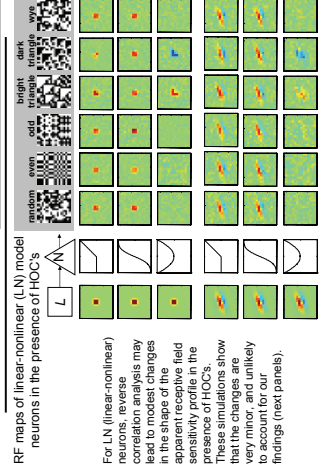 RF maps of linear-nonlinear (LN) model
neurons in the presence of HOC's
L
N
random
even
odd
bright
triangle
dark
triangle
wye
For LN (linear-nonlinear)
neurons, reverse
correlation analysis may
lead to modest changes
in the shape of the
apparent receptive field
sensitivity profile in the
presence of HOC's.
These simulations show
that the changes are
very minor, and unlikely
to account for our
findings (next panels).